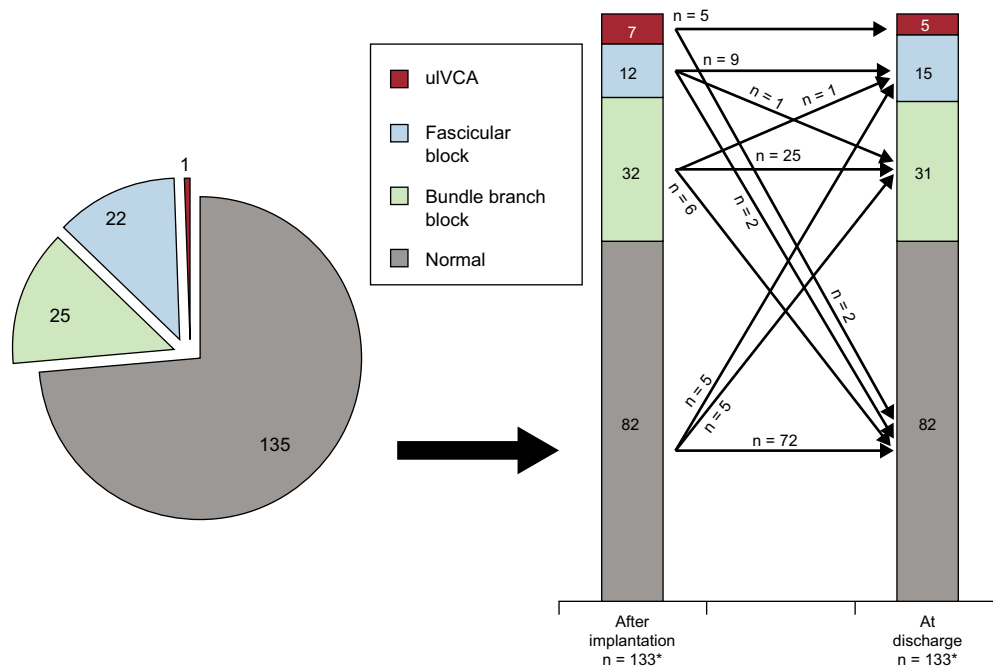 1
22
25
135
uIVCA
Fascicular
block
Bundle branch
block
Normal
7
12
32
82
n = 5
n = 9
n = 1
n = 1
n = 25
n = 6
n = 2
n = 2
n = 5
n = 5
n = 72
5
15
31
82
After
implantation
n = 133*
At
discharge
n = 133*